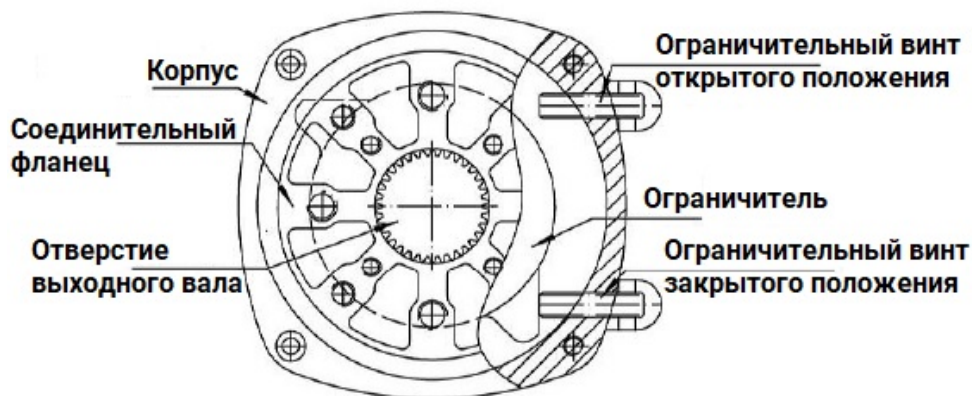 Корпус
Соединительный
фланец
Отверстие
выходного вала
Ограничительный винт
открытого положения
Ограничитель
Ограничительный винт
закрытого положения